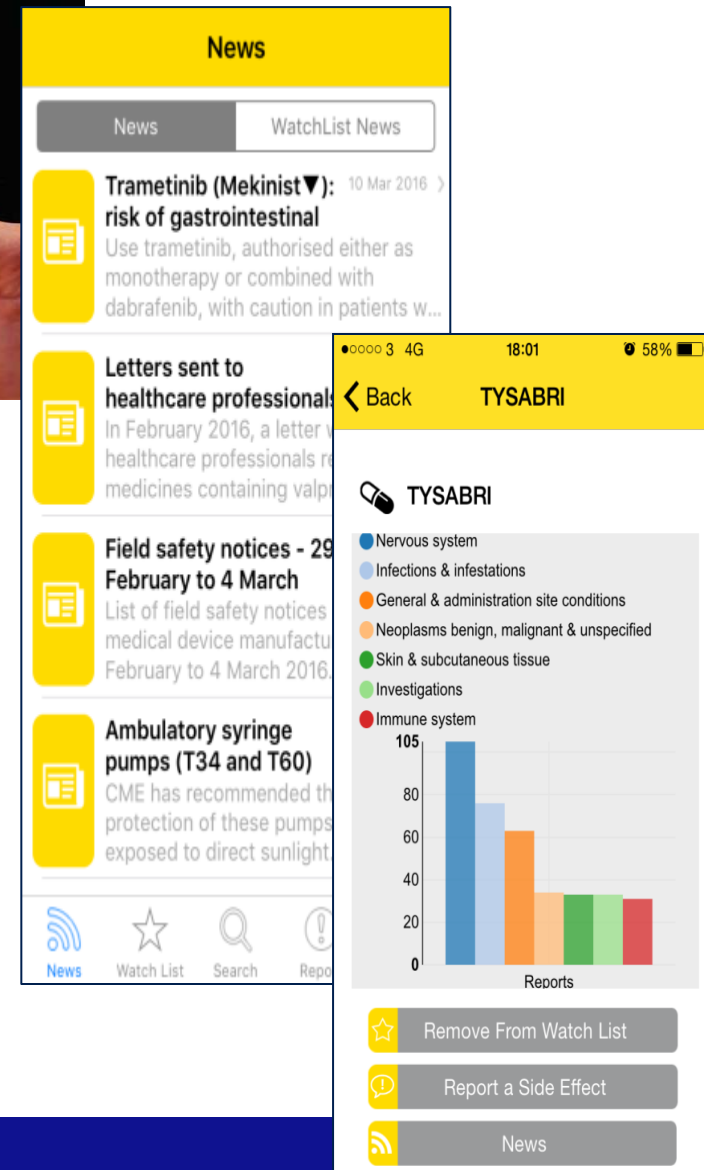 News
News WatchList News
Trametinib (Mekinist▼): 10 Mar 2016
risk of gastrointestinal
Use trametinib, authorised either as
monotherapy or combined with
dabrafenib, with caution in patients w...
Letters sent to
healthcare professionals
In February 2016, a letter
healthcare professionals
medicines containing
Field safety notices - 29
February to 4 March
List of field safety notices
medical device
February to 4 March 2016.
Ambulatory syringe
pumps (T34 and T60)
CME has recommended
protection of these pumps
exposed to direct sunlight.
News Watch List Search
3 4G 18:01 58%
Back TYSABRI
TYSABRI
Nervous system
Infections & infestations
General & administration site conditions
Neoplasms benign, malignant & unspecified
Skin & subcutaneous tissue
Investigations
Immune system
105
80
60
40
20
0
Reports
Remove From Watch List
Report a Side Effect
News